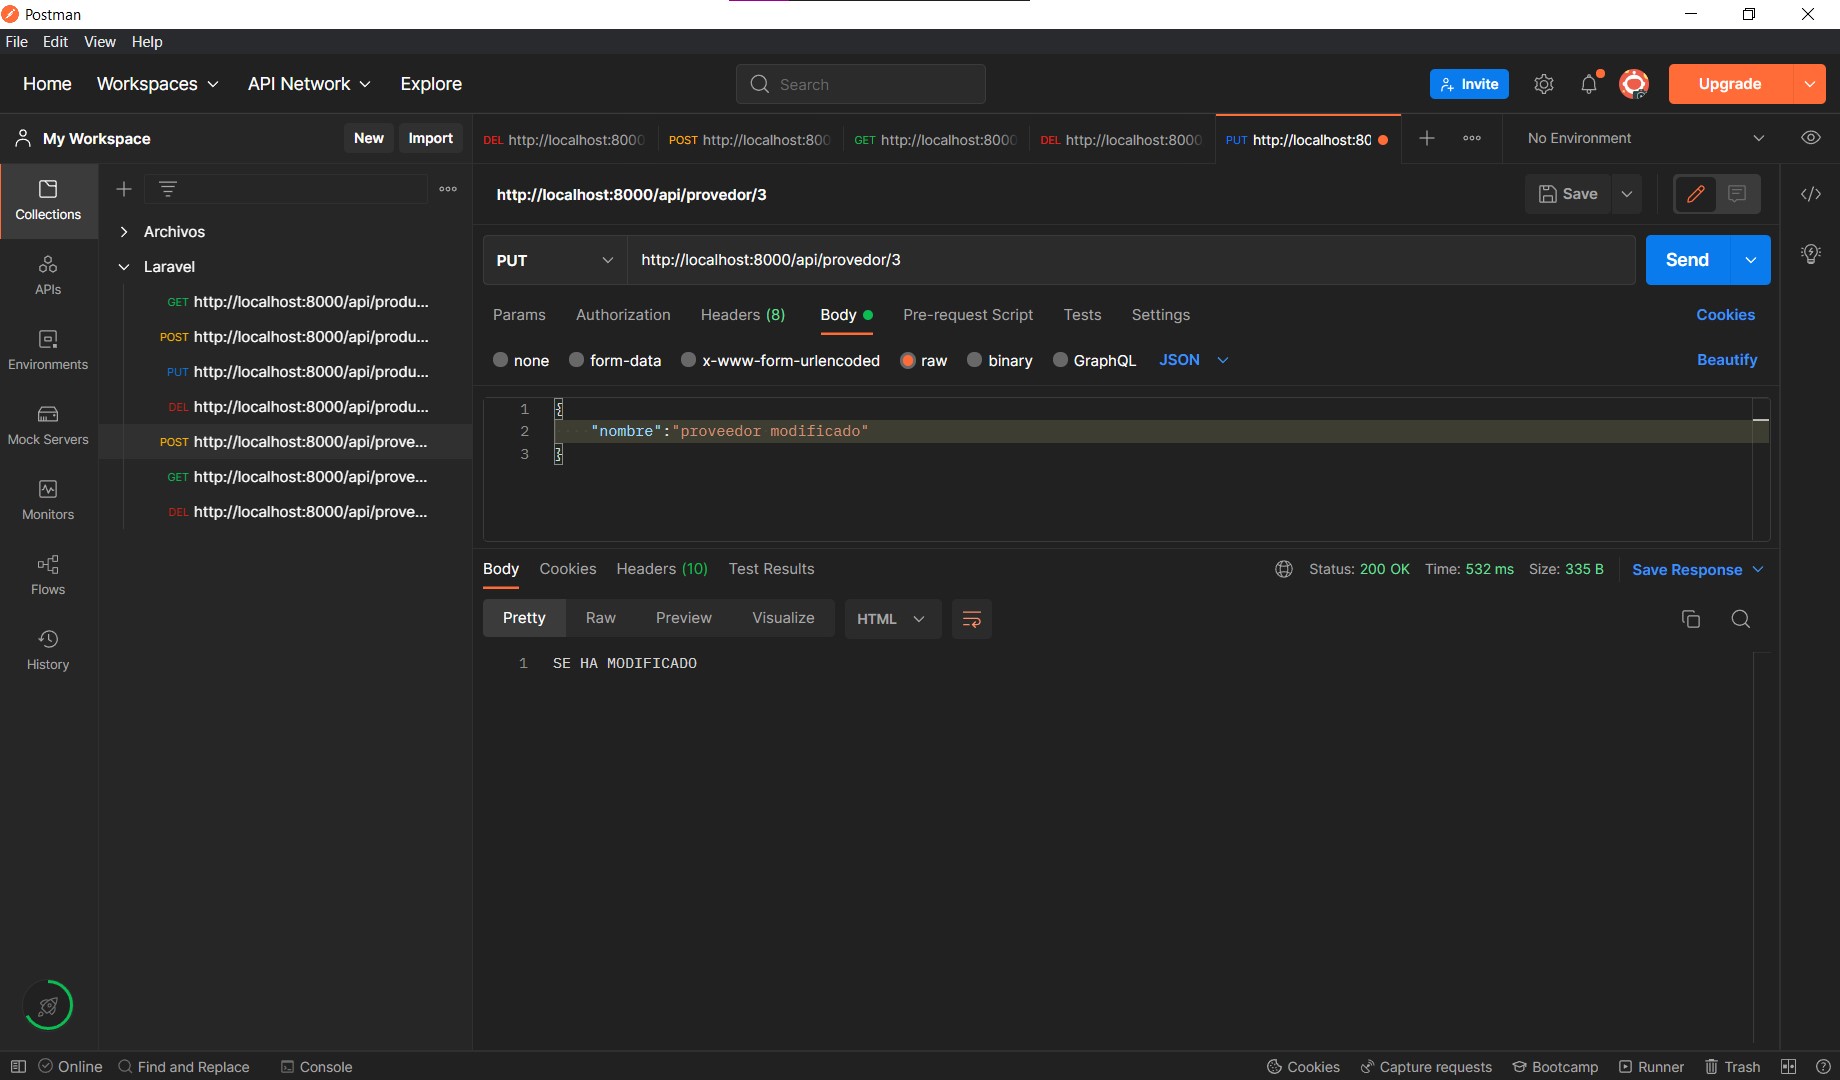 Postman
File Edit View Help
Home Workspaces API Network Explore Search Invite Upgrade
My Workspace New Import
DEL http://localhost:8000 POST http://localhost:800 GET http://localhost:8000 DEL http://localhost:8000 PUT http://localhost:80 No Environment
Collections
APIs
Environments
Mock Servers
Monitors
Flows
History
Archivos
Laravel
GET http://localhost:8000/api/produ...
POST http://localhost:8000/api/produ...
PUT http://localhost:8000/api/produ...
DEL http://localhost:8000/api/produ...
POST http://localhost:8000/api/prove...
GET http://localhost:8000/api/prove...
DEL http://localhost:8000/api/prove...
http://localhost:8000/api/provedor/3 Save
PUT http://localhost:8000/api/provedor/3 Send
Params Authorization Headers (8) Body Pre-request Script Tests Settings Cookies
none form-data x-www-form-urlencoded raw binary GraphQL JSON Beautify
1 {
2 "nombre":"proveedor modificado"
3 }
Body Cookies Headers (10) Test Results Status: 200 OK Time: 532 ms Size: 335 B Save Response
Pretty Raw Preview Visualize HTML
1 SE HA MODIFICADO
Online Find and Replace Console Cookies Capture requests Bootcamp Runner Trash